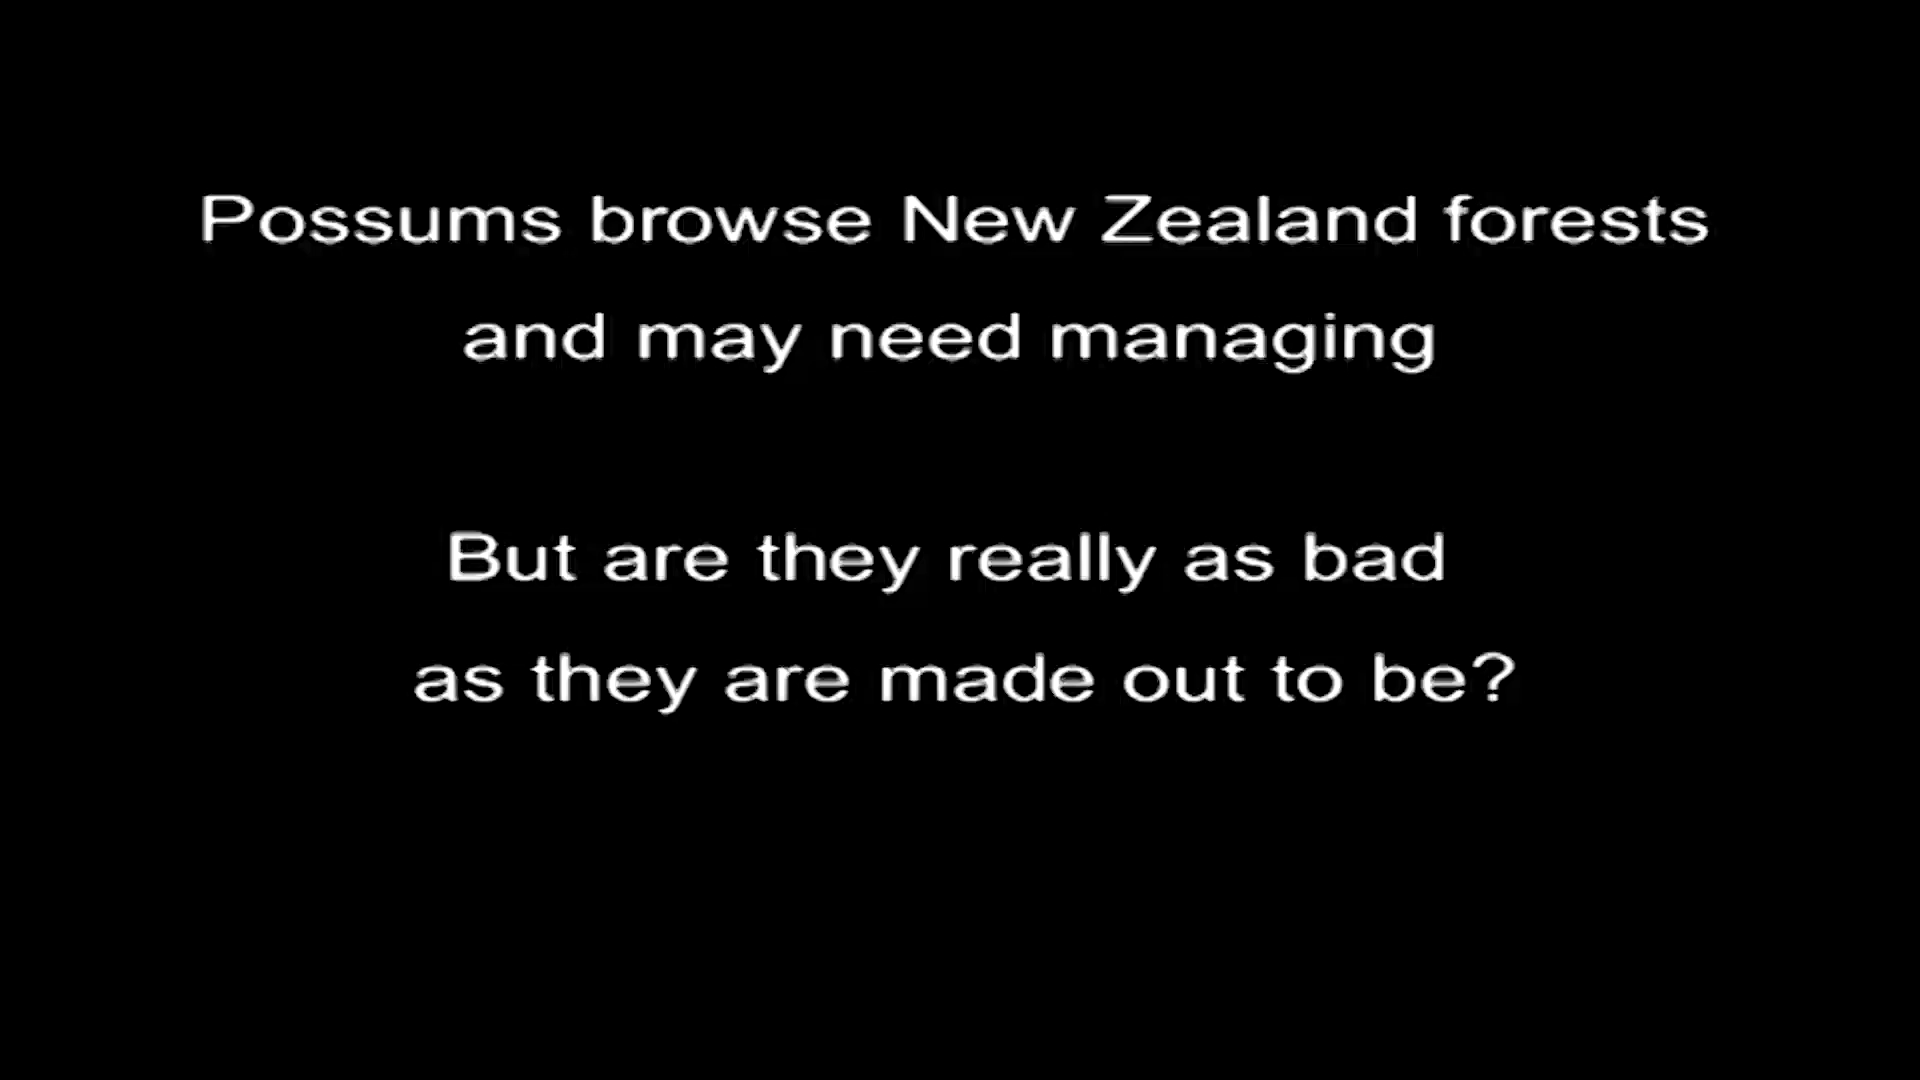 Possums browse New Zealand forests
and may need managing
But are they really as bad
as they are made out to be?